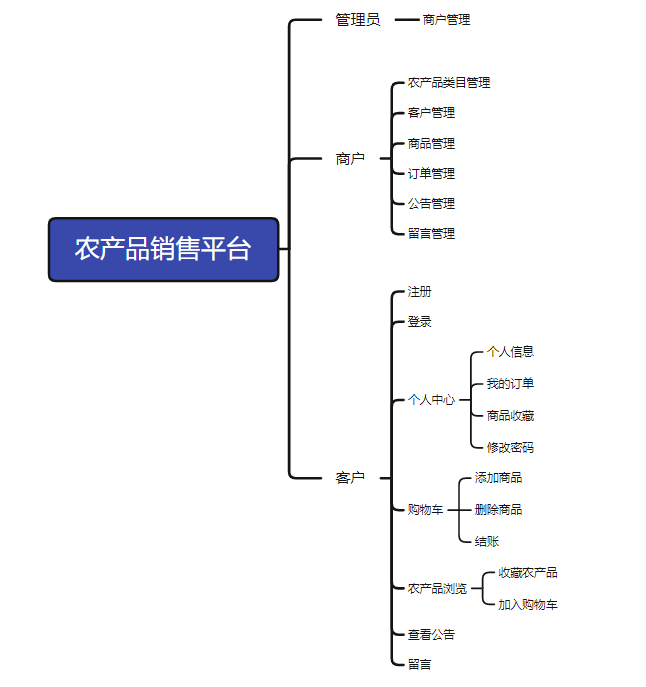 管理员
商户管理
农产品类目管理
客户管理
商品管理
商户
订单管理
公告管理
留言管理
农产品销售平台
注册
登录
个人信息
我的订单
个人中心
商品收藏
修改密码
客户
添加商品
购物车
删除商品
结账
收藏农产品
农产品浏览
加入购物车
查看公告
留言